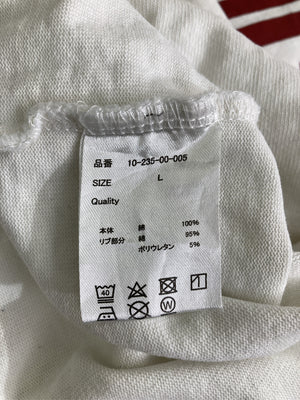 品番 10-235-00-005
SIZE L
Quality
本体 綿 100%
リブ部分 綿 95%
ポリウレタン 5%
40
W